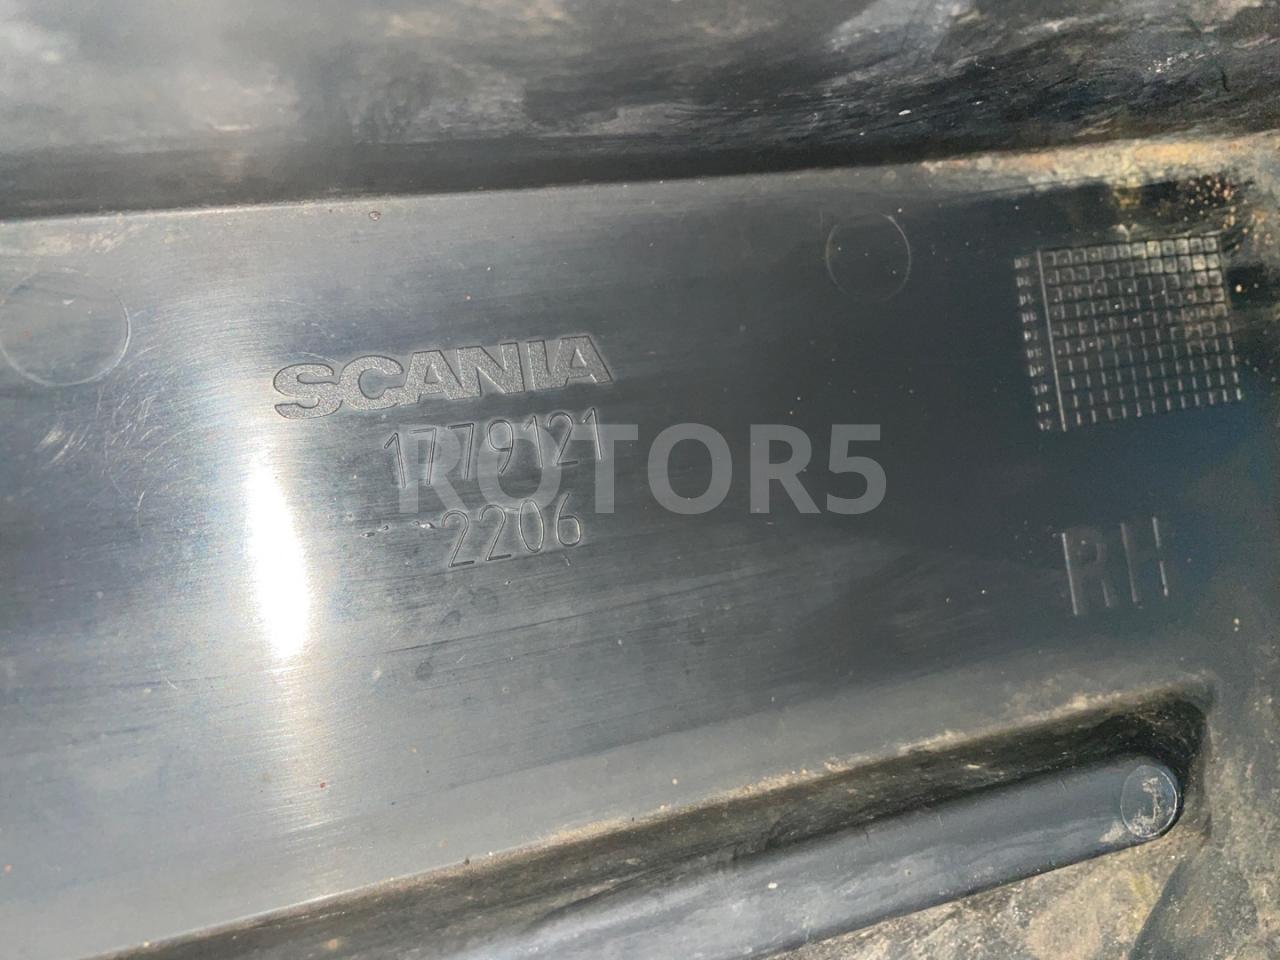 SCANIA
1779121
ROTOR5
2206
RH